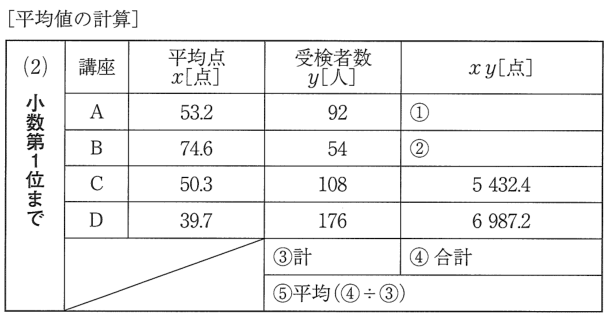 [平均値の計算]
(2) 小数第1位まで
講座 平均点 x[点] 受検者数 y[人] xy[点]
A 53.2 92 ①
B 74.6 54 ②
C 50.3 108 5 432.4
D 39.7 176 6 987.2
③計 ④合計
⑤平均(④÷③)